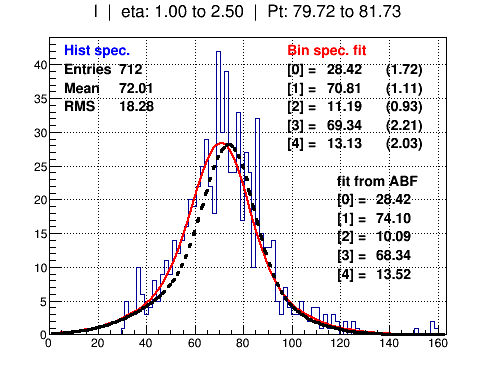 I | eta: 1.00 to 2.50 | Pt: 79.72 to 81.73
Hist spec.
Entries 712
Mean 72.01
RMS 18.28
Bin spec. fit
[0] = 28.42 (1.72)
[1] = 70.81 (1.11)
[2] = 11.19 (0.93)
[3] = 69.34 (2.21)
[4] = 13.13 (2.03)
fit from ABF
[0] = 28.42
[1] = 74.10
[2] = 10.09
[3] = 68.34
[4] = 13.52
40
35
30
25
20
15
10
5
0
0 20 40 60 80 100 120 140 160